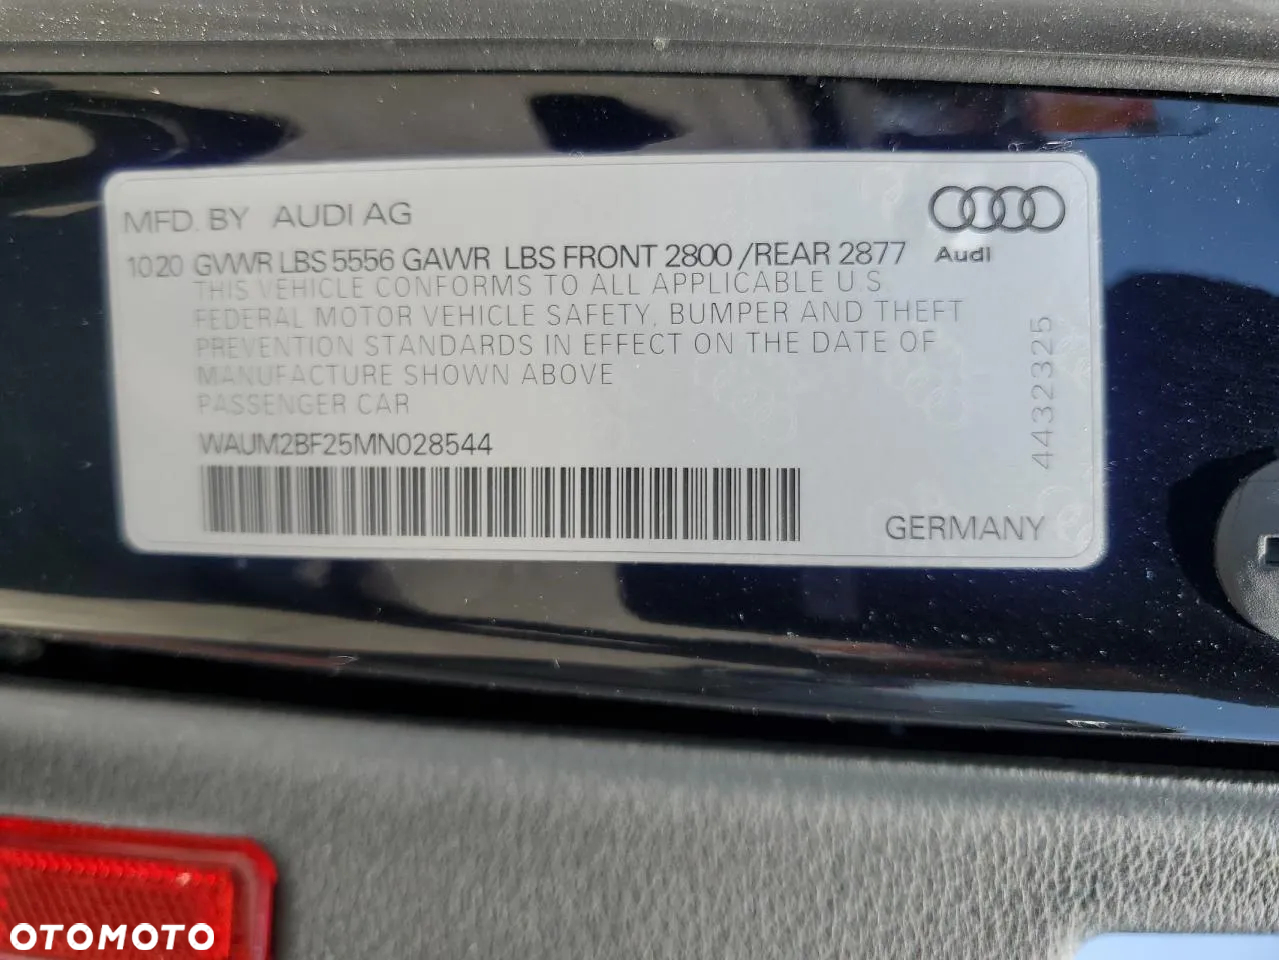 MFD. BY AUDI AG
Audi
1020 GVWR LBS 5556 GAWR LBS FRONT 2800 /REAR 2877
THIS VEHICLE CONFORMS TO ALL APPLICABLE U.S
FEDERAL MOTOR VEHICLE SAFETY, BUMPER AND THEFT
PREVENTION STANDARDS IN EFFECT ON THE DATE OF
MANUFACTURE SHOWN ABOVE
PASSENGER CAR
WAUM2BF25MN028544
4432325
GERMANY
OTOMOTO